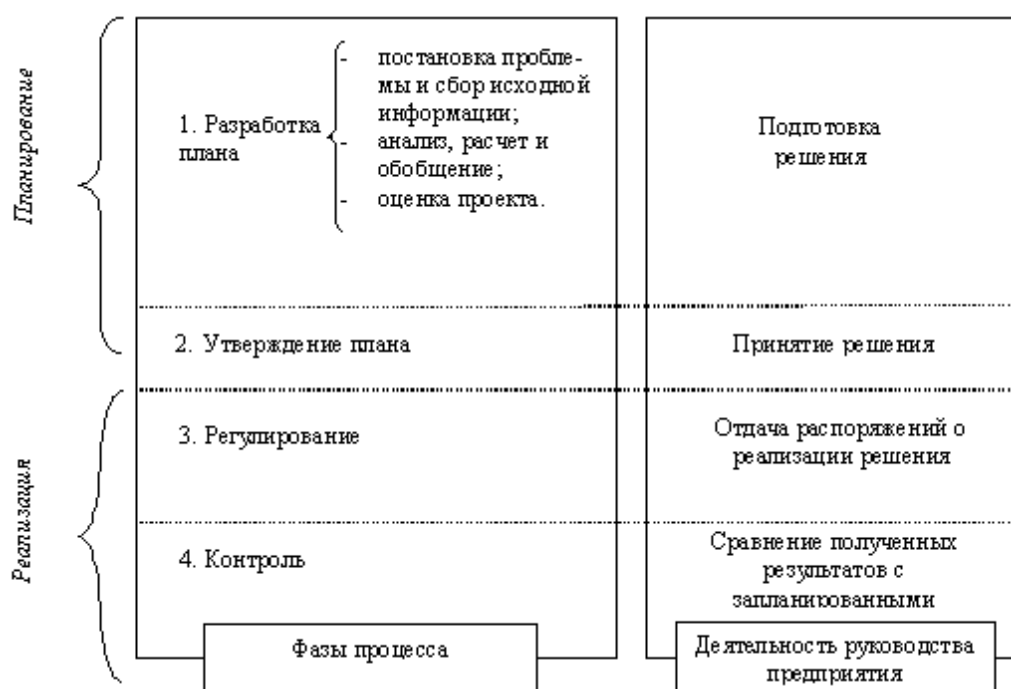 Планирование
1. Разработка
плана
- постановка пробле-
мы и сбор исходной
информации;
- анализ, расчет и
обобщение;
- оценка проекта.
Подготовка
решения
2. Утверждение плана
Принятие решения
Реализация
3. Регулирование
Отдача распоряжений о
реализации решения
4. Контроль
Сравнение полученных
результатов с
запланированными
Фазы процесса
Деятельность руководства
предприятия